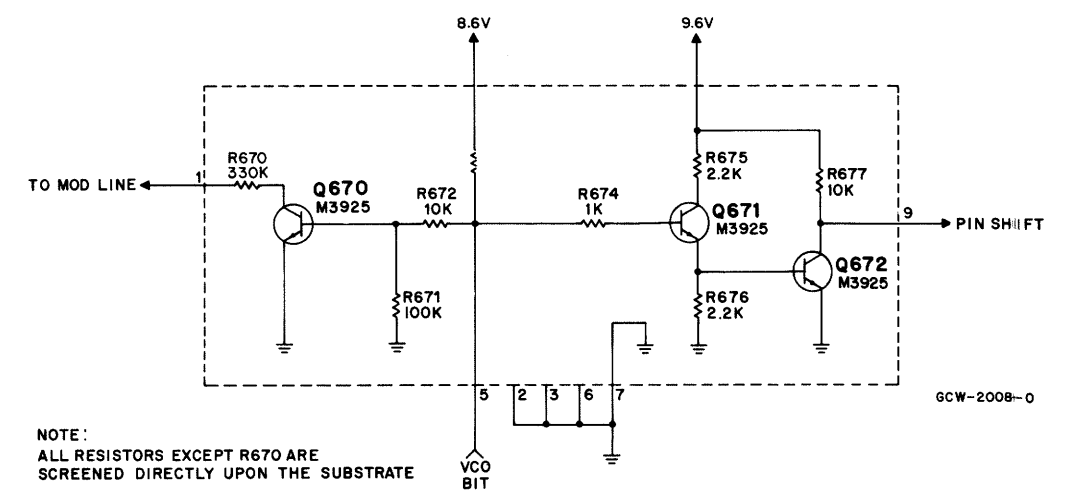 8.6V
9.6V
TO MOD LINE
1
R670
330K
Q670
M3925
R672
10K
R671
100K
R674
1K
R675
2.2K
Q671
M3925
R676
2.2K
R677
10K
Q672
M3925
9
PIN SHIFT
5
2
3
6
7
VCO
BIT
GCW-2008-0
NOTE:
ALL RESISTORS EXCEPT R670 ARE
SCREENED DIRECTLY UPON THE SUBSTRATE